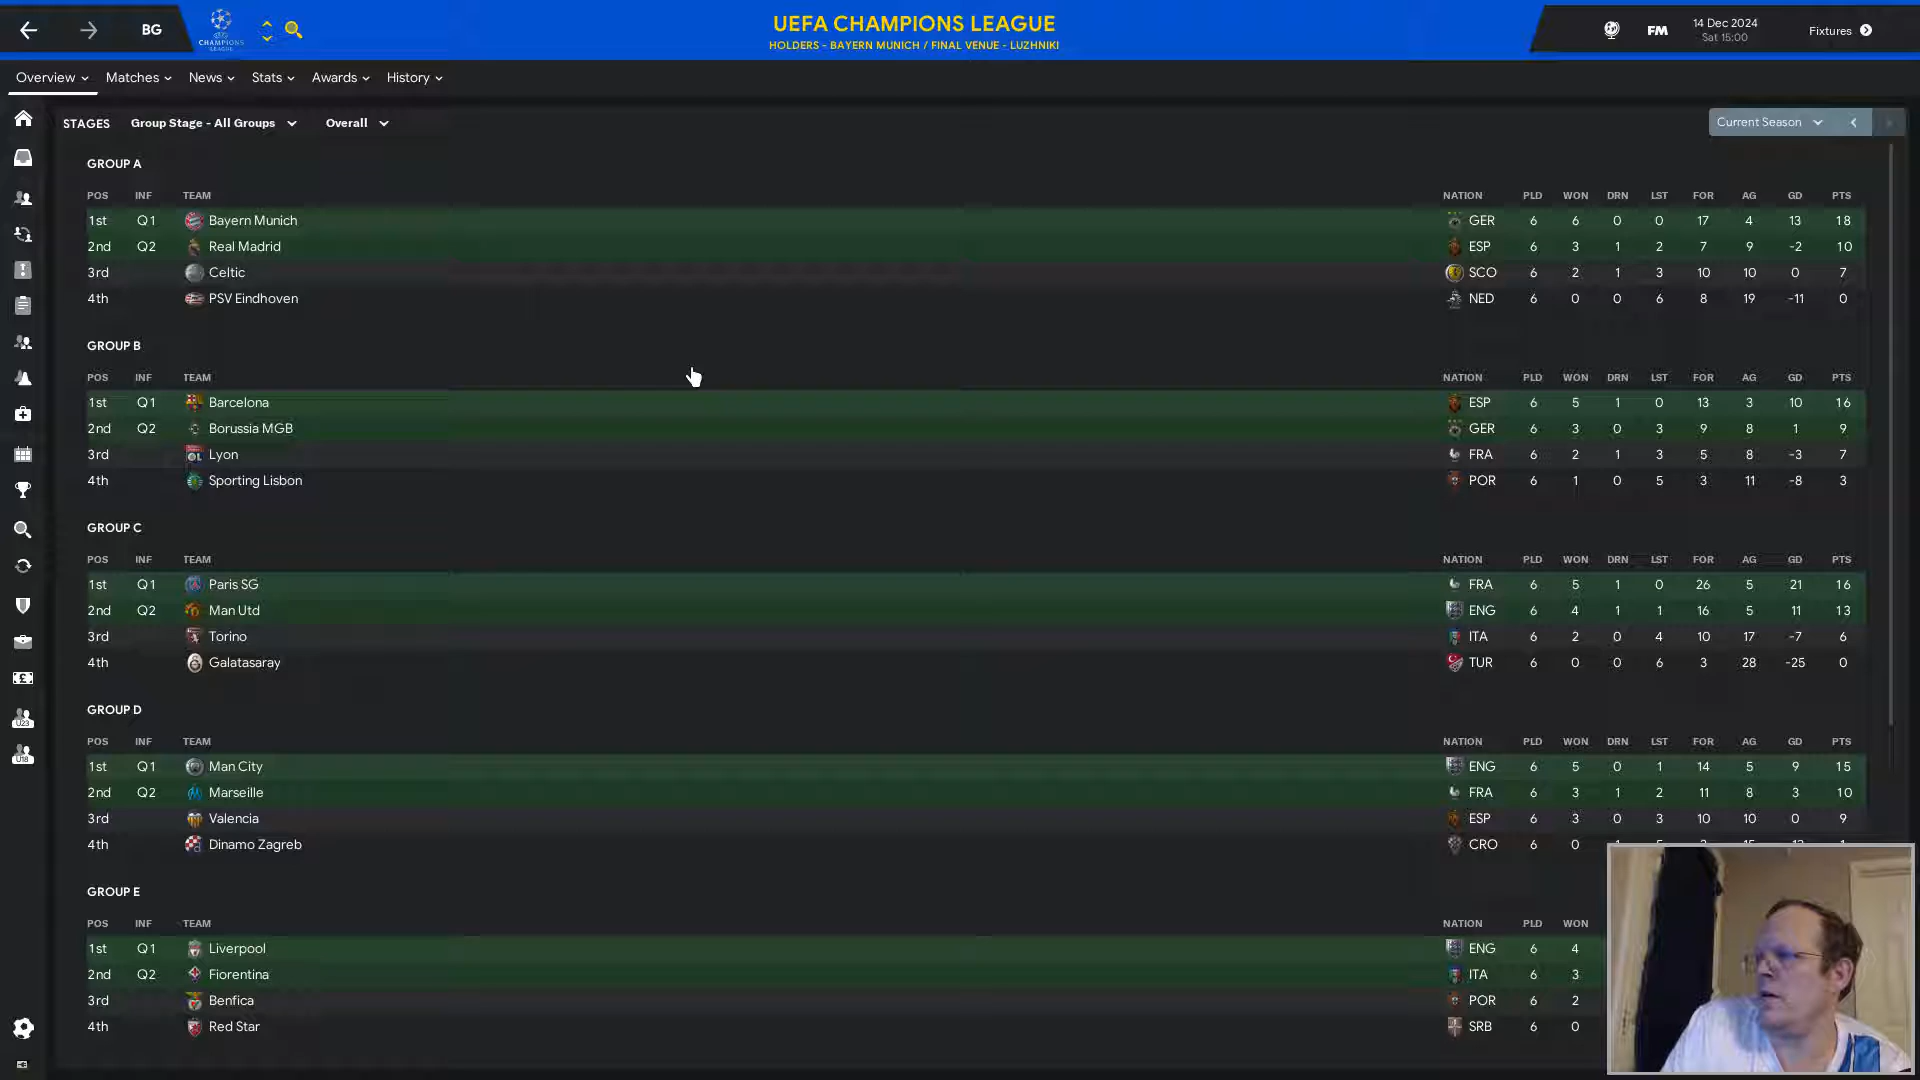 BG
CHAMPIONS LEAGUE
UEFA CHAMPIONS LEAGUE
HOLDERS - BAYERN MUNICH / FINAL VENUE - LUZHNIKI
FM
14 Dec 2024
Sat 15:00
Fixtures
Overview Matches News Stats Awards History
STAGES Group Stage - All Groups Overall Current Season
GROUP A
POS INF TEAM NATION PLD WON DRN LST FOR AG GD PTS
1st Q1 Bayern Munich GER 6 6 0 0 17 4 13 18
2nd Q2 Real Madrid ESP 6 3 1 2 7 9 -2 10
3rd Celtic SCO 6 2 1 3 10 10 0 7
4th PSV Eindhoven NED 6 0 0 6 8 19 -11 0
GROUP B
POS INF TEAM NATION PLD WON DRN LST FOR AG GD PTS
1st Q1 Barcelona ESP 6 5 1 0 13 3 10 16
2nd Q2 Borussia MGB GER 6 3 0 3 9 8 1 9
3rd Lyon FRA 6 2 1 3 5 8 -3 7
4th Sporting Lisbon POR 6 1 0 5 3 11 -8 3
GROUP C
POS INF TEAM NATION PLD WON DRN LST FOR AG GD PTS
1st Q1 Paris SG FRA 6 5 1 0 26 5 21 16
2nd Q2 Man Utd ENG 6 4 1 1 16 5 11 13
3rd Torino ITA 6 2 0 4 10 17 -7 6
4th Galatasaray TUR 6 0 0 6 3 28 -25 0
GROUP D
POS INF TEAM NATION PLD WON DRN LST FOR AG GD PTS
1st Q1 Man City ENG 6 5 0 1 14 5 9 15
2nd Q2 Marseille FRA 6 3 1 2 11 8 3 10
3rd Valencia ESP 6 3 0 3 10 10 0 9
4th Dinamo Zagreb CRO 6 0
GROUP E
POS INF TEAM NATION PLD WON
1st Q1 Liverpool ENG 6 4
2nd Q2 Fiorentina ITA 6 3
3rd Benfica POR 6 2
4th Red Star SRB 6 0
U23
U18